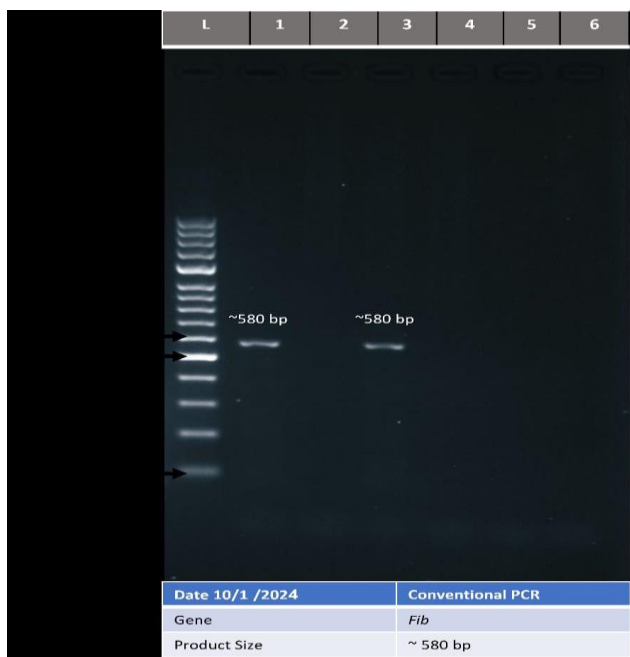 L 1 2 3 4 5 6
~580 bp ~580 bp
Date 10/1 /2024 Conventional PCR
Gene Fib
Product Size ~ 580 bp